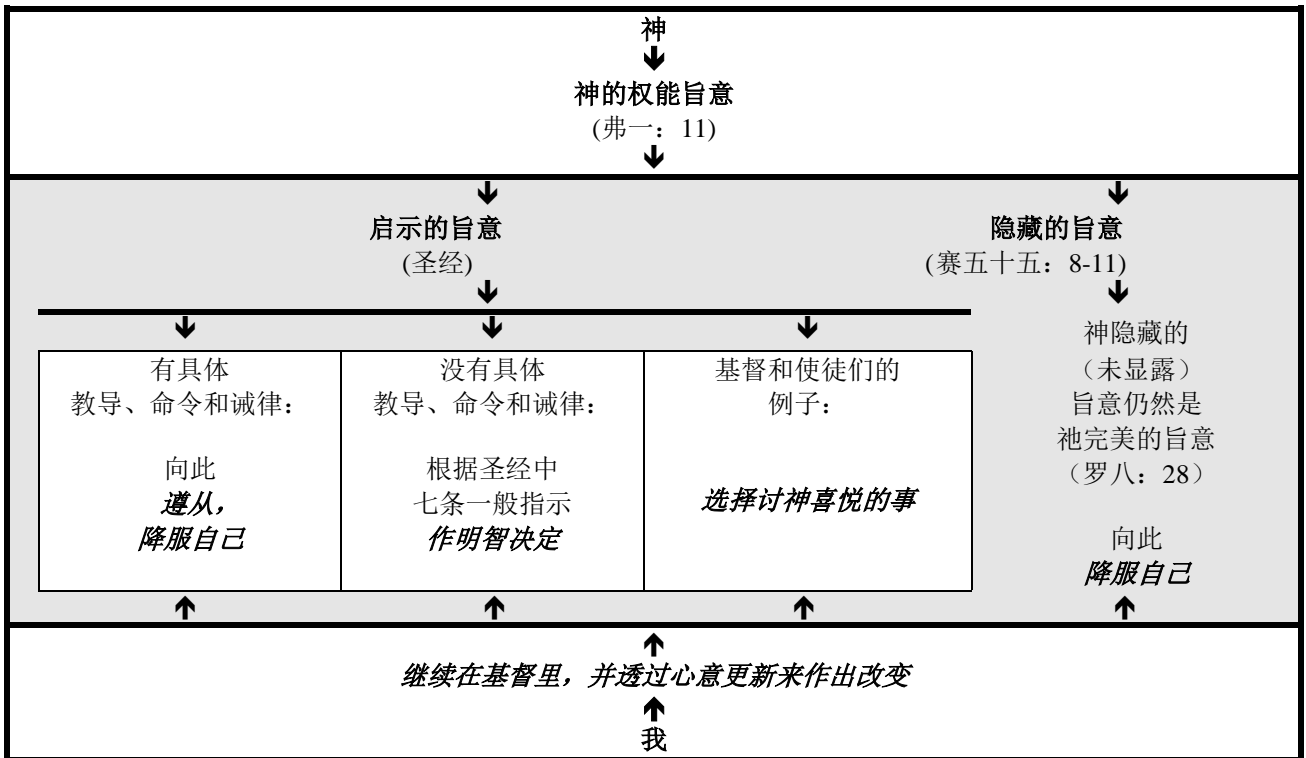 神
神的权能旨意
(弗一：11)
启示的旨意
(圣经)
隐藏的旨意
(赛五十五：8-11)
有具体
教导、命令和诫律：
向此
遵从，
降服自己
没有具体
教导、命令和诫律：
根据圣经中
七条一般指示
作明智决定
基督和使徒们的
例子：
选择讨神喜悦的事
神隐藏的
（未显露）
旨意仍然是
祂完美的旨意
（罗八：28）
向此
降服自己
继续在基督里，并透过心意更新来作出改变
我